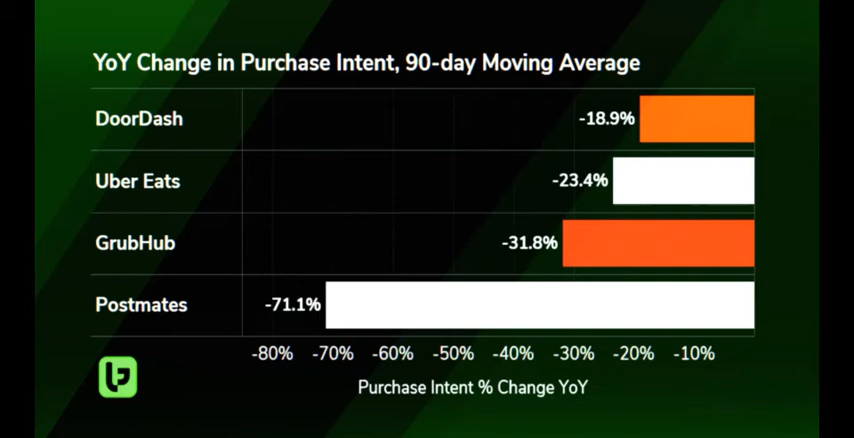 YoY Change in Purchase Intent, 90-day Moving Average
DoorDash
-18.9%
Uber Eats
-23.4%
GrubHub
-31.8%
Postmates
-71.1%
-80% -70% -60% -50% -40% -30% -20% -10%
Purchase Intent % Change YoY